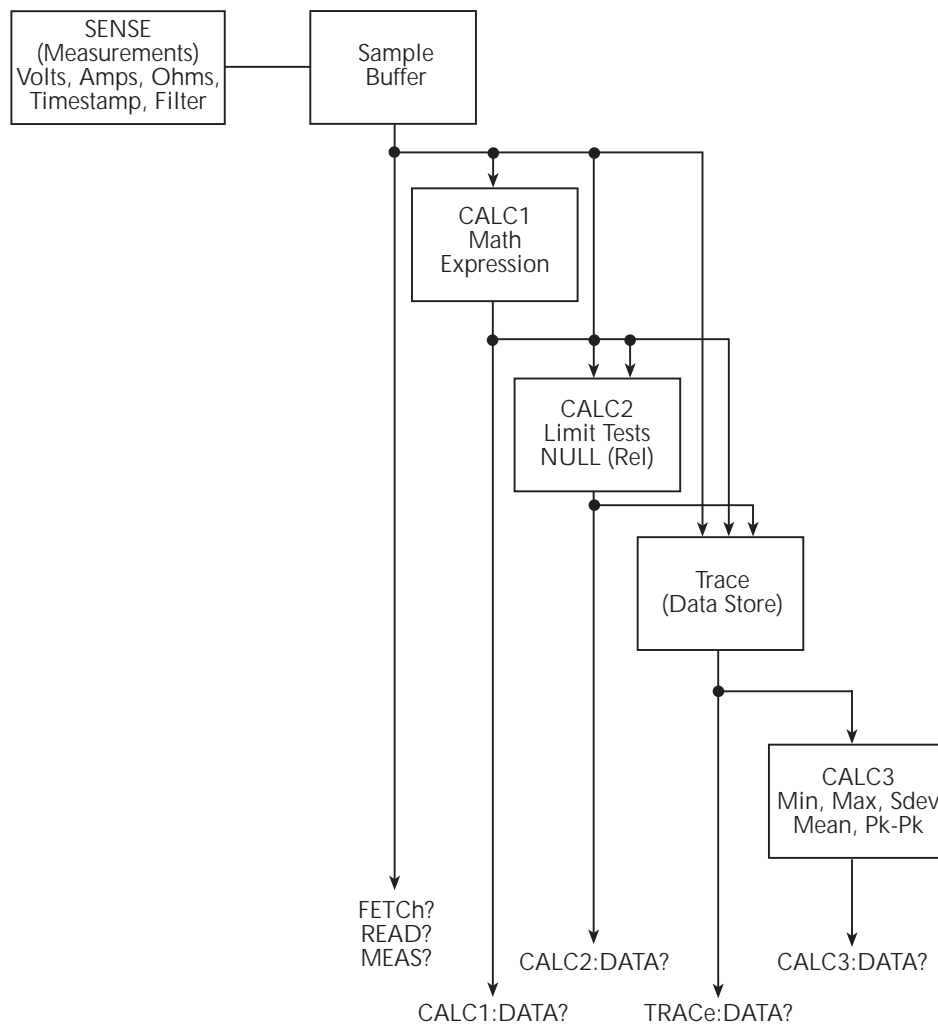 SENSE
(Measurements)
Volts, Amps, Ohms,
Timestamp, Filter
Sample
Buffer
CALC1
Math
Expression
CALC2
Limit Tests
NULL (Rel)
Trace
(Data Store)
CALC3
Min, Max, Sdev
Mean, Pk-Pk
FETCh?
READ?
MEAS?
CALC2:DATA?
CALC3:DATA?
CALC1:DATA?
TRACe:DATA?